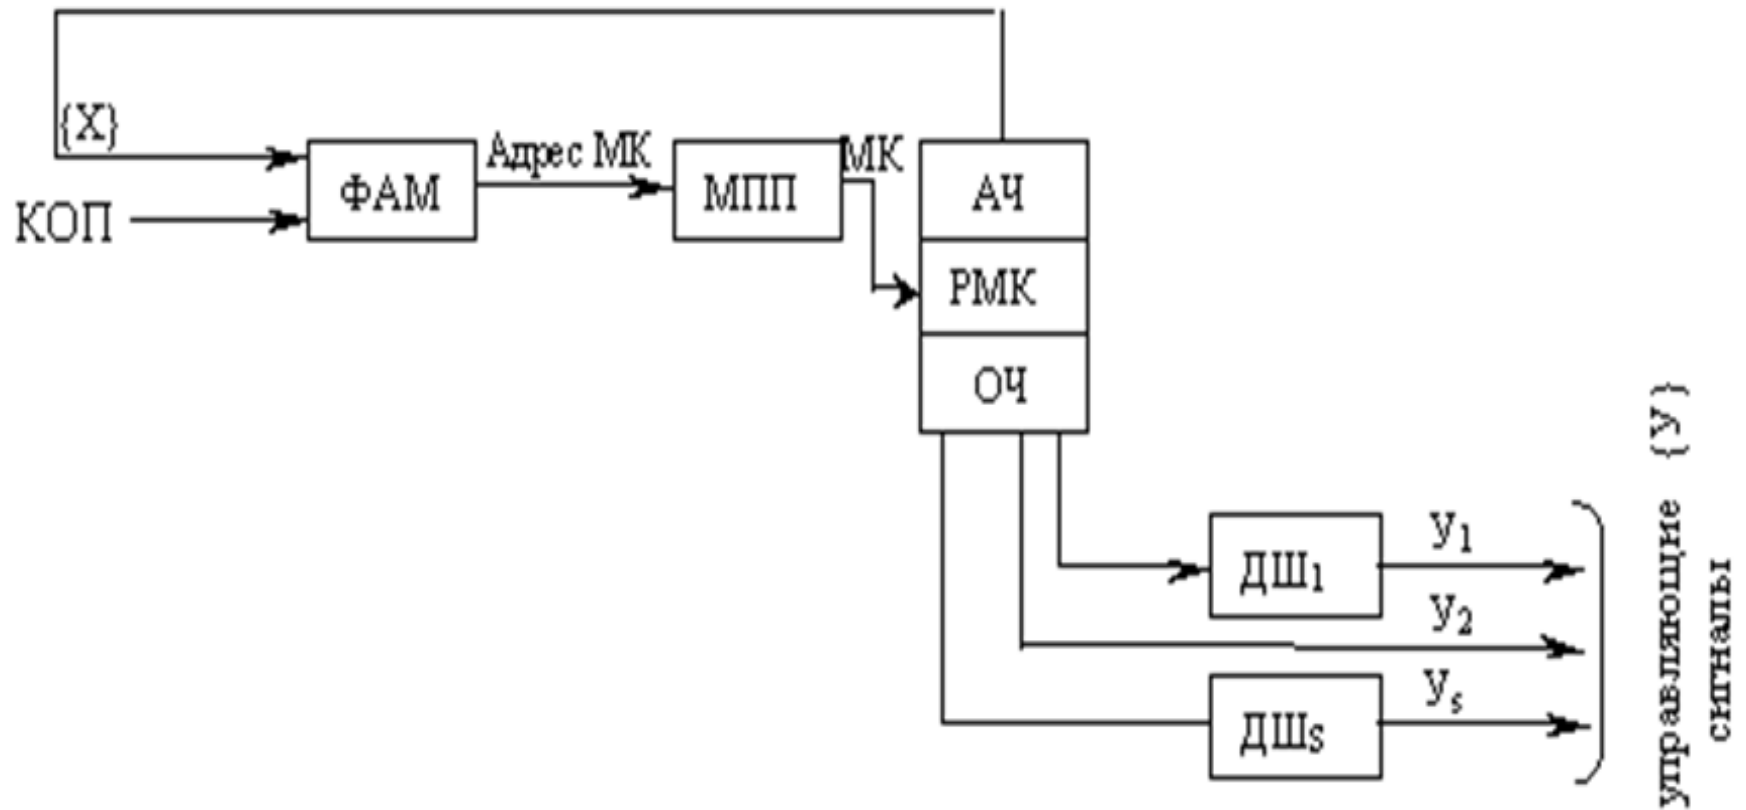 {X}
КОП
ФАМ
Адрес МК
МПП
МК
АЧ
РМК
ОЧ
ДШ1
У1
У2
ДШS
Уs
управляющие {У}
сигналы